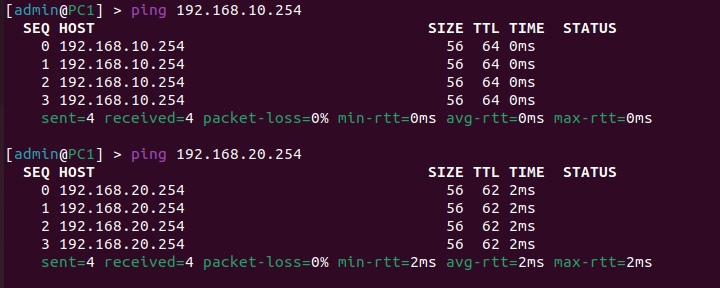 [admin@PC1] > ping 192.168.10.254
SEQ HOST SIZE TTL TIME STATUS
0 192.168.10.254 56 64 0ms
1 192.168.10.254 56 64 0ms
2 192.168.10.254 56 64 0ms
3 192.168.10.254 56 64 0ms
sent=4 received=4 packet-loss=0% min-rtt=0ms avg-rtt=0ms max-rtt=0ms
[admin@PC1] > ping 192.168.20.254
SEQ HOST SIZE TTL TIME STATUS
0 192.168.20.254 56 62 2ms
1 192.168.20.254 56 62 2ms
2 192.168.20.254 56 62 2ms
3 192.168.20.254 56 62 2ms
sent=4 received=4 packet-loss=0% min-rtt=2ms avg-rtt=2ms max-rtt=2ms